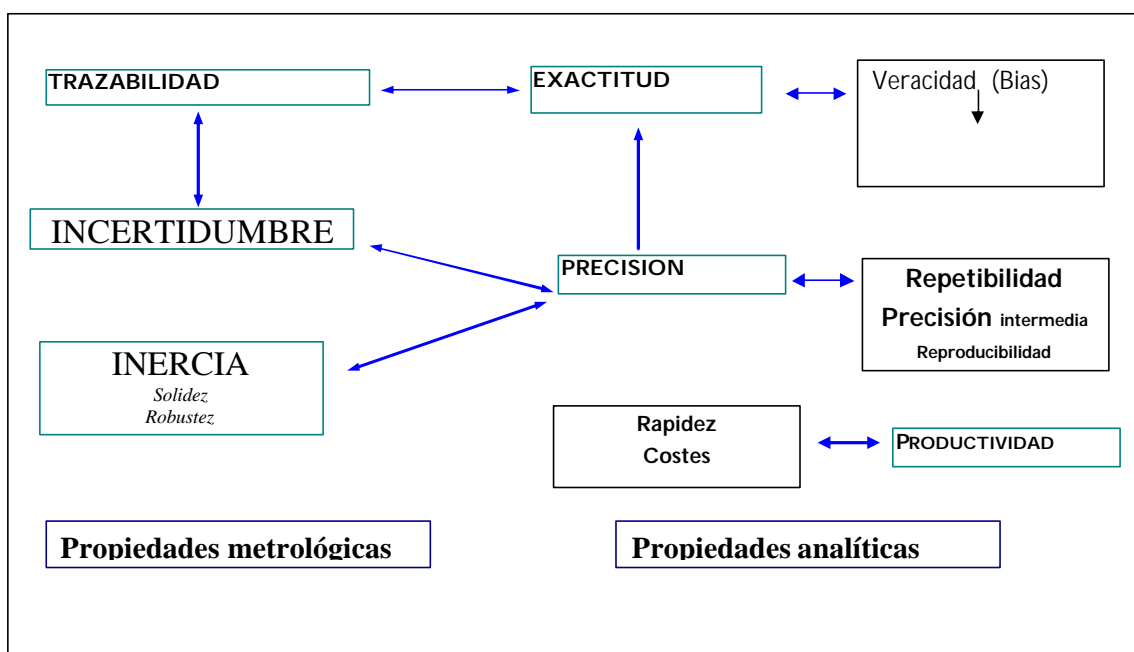 TRAZABILIDAD
EXACTITUD
Veracidad (Bias)
INCERTIDUMBRE
PRECISION
Repetibilidad
Precisión intermedia
Reproducibilidad
INERCIA
Solidez
Robustez
Rapidez
Costes
PRODUCTIVIDAD
Propiedades metrológicas
Propiedades analíticas